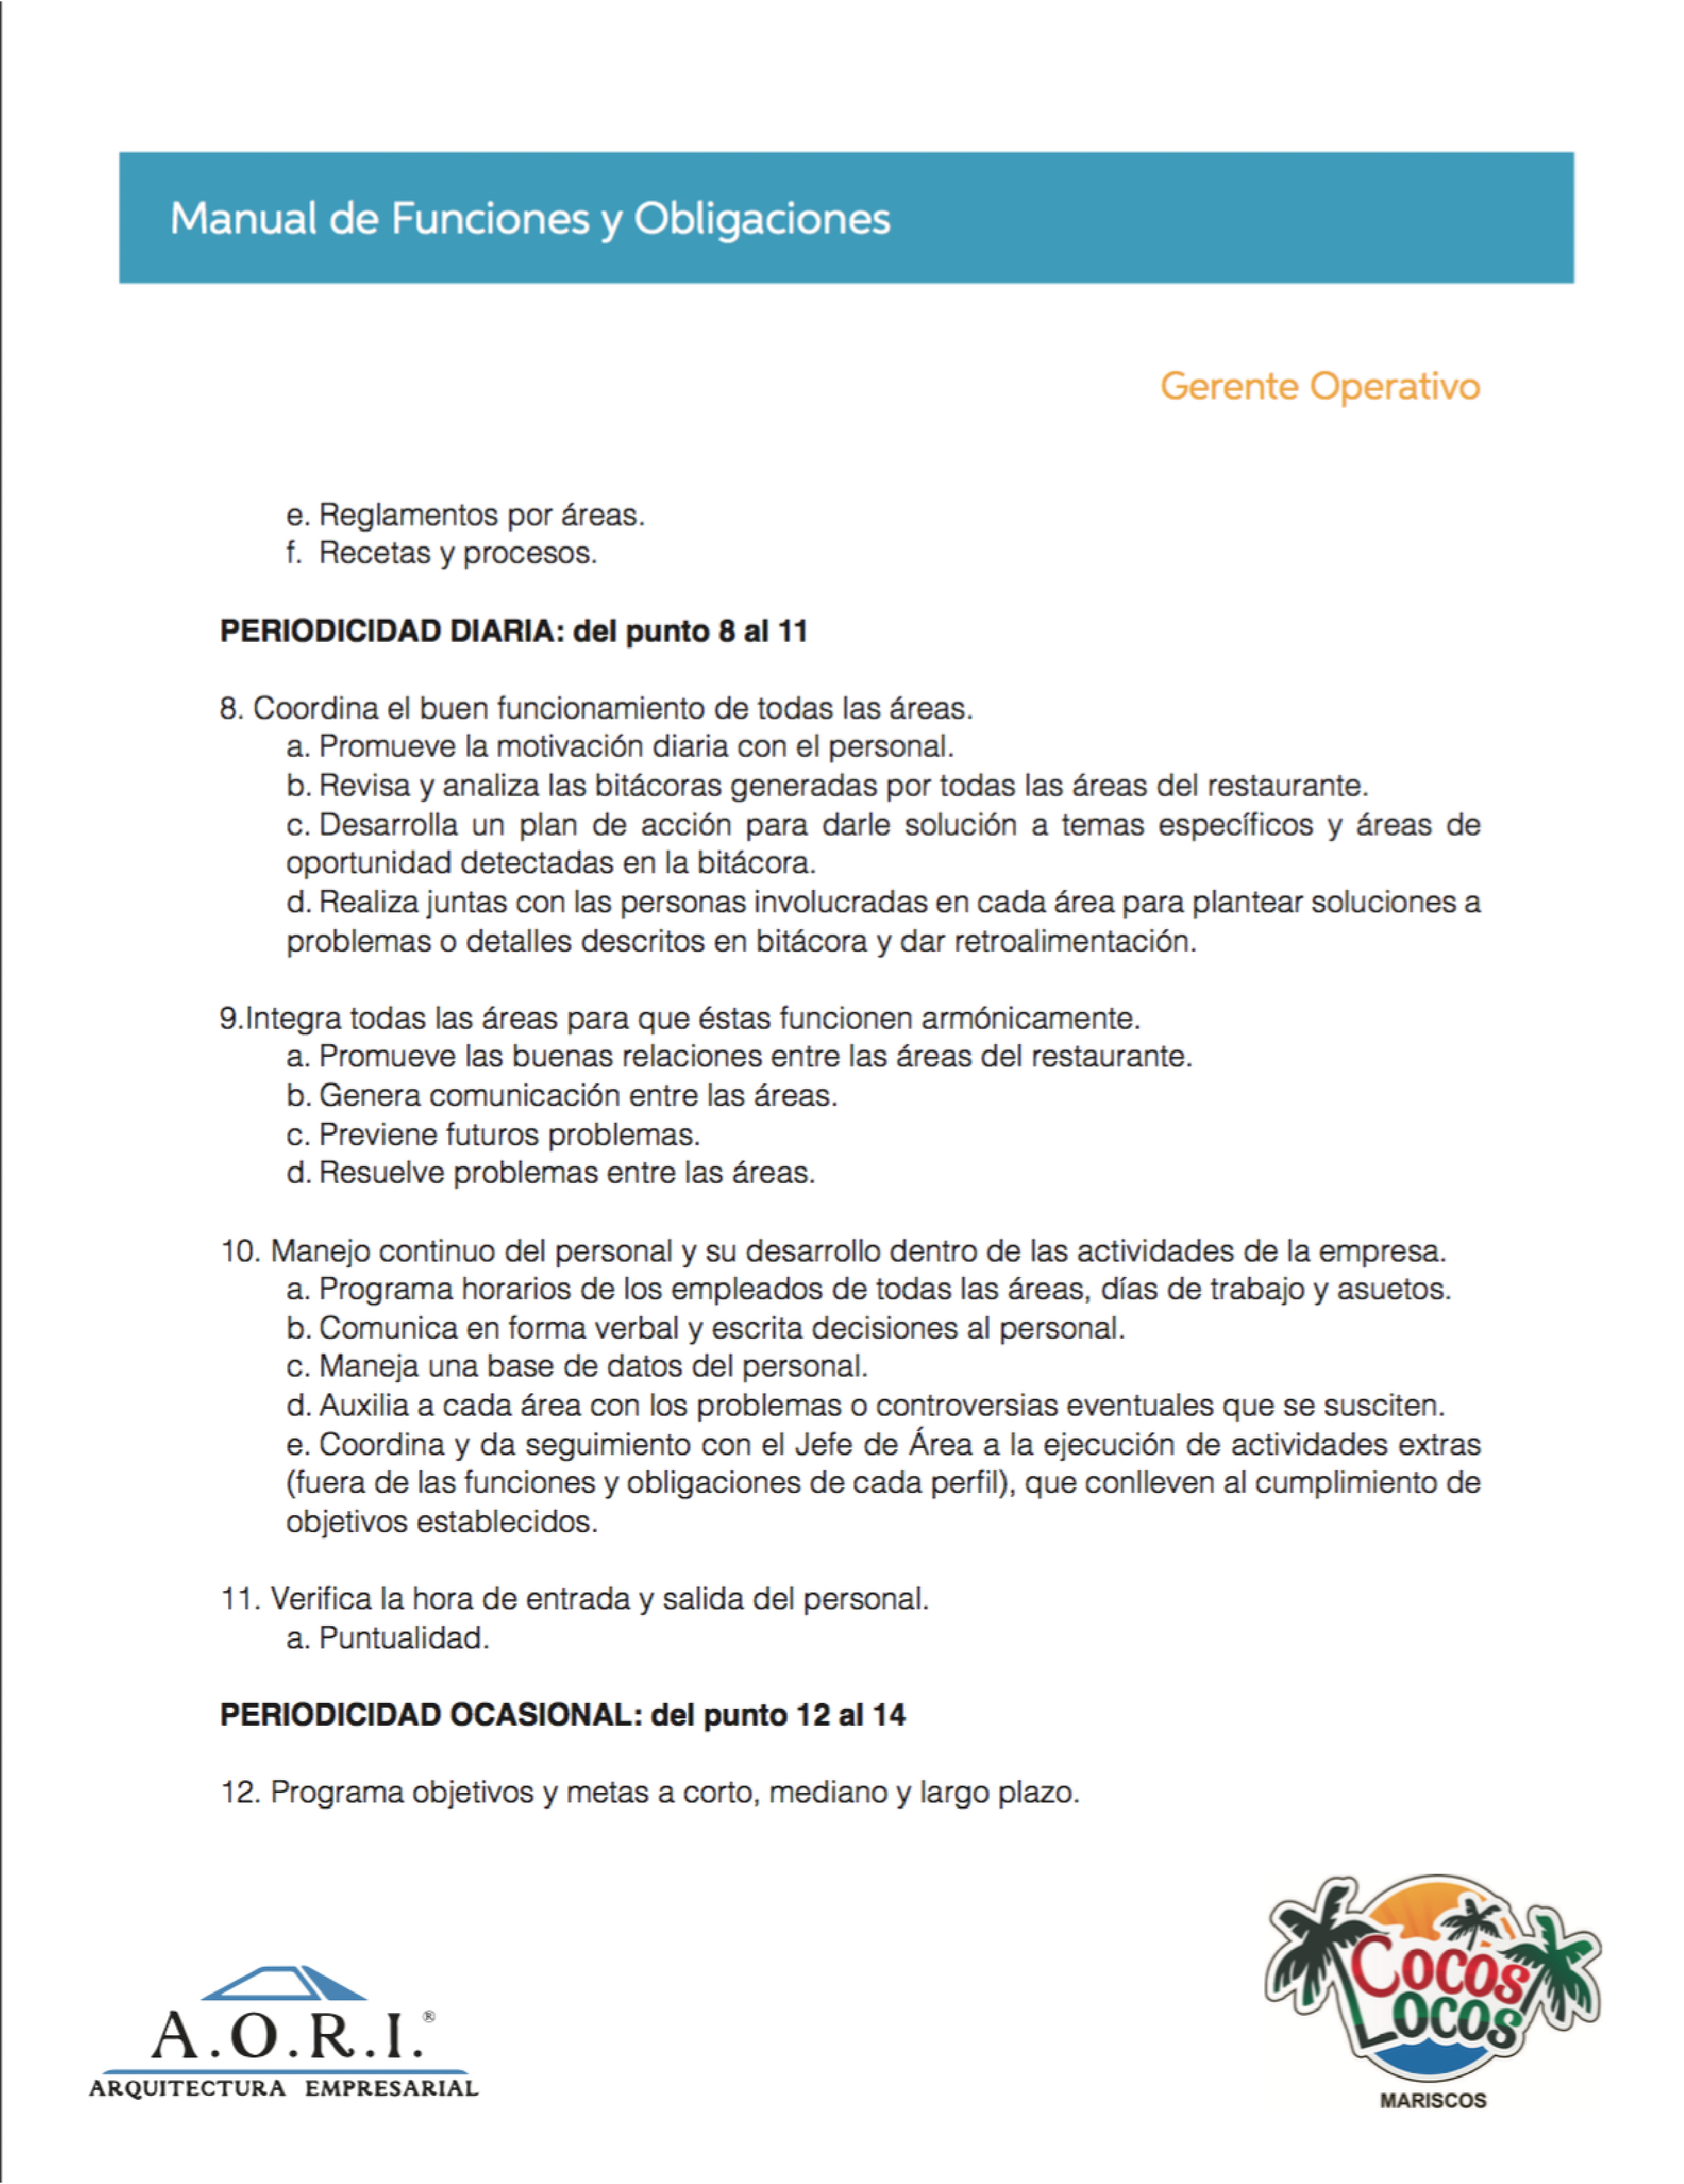 Manual de Funciones y Obligaciones
Gerente Operativo
e. Reglamentos por áreas.
f. Recetas y procesos.
PERIODICIDAD DIARIA: del punto 8 al 11
8. Coordina el buen funcionamiento de todas las áreas.
a. Promueve la motivación diaria con el personal.
b. Revisa y analiza las bitácoras generadas por todas las áreas del restaurante.
c. Desarrolla un plan de acción para darle solución a temas específicos y áreas de
oportunidad detectadas en la bitácora.
d. Realiza juntas con las personas involucradas en cada área para plantear soluciones a
problemas o detalles descritos en bitácora y dar retroalimentación.
9.Integra todas las áreas para que éstas funcionen armónicamente.
a. Promueve las buenas relaciones entre las áreas del restaurante.
b. Genera comunicación entre las áreas.
c. Previene futuros problemas.
d. Resuelve problemas entre las áreas.
10. Manejo continuo del personal y su desarrollo dentro de las actividades de la empresa.
a. Programa horarios de los empleados de todas las áreas, días de trabajo y asuetos.
b. Comunica en forma verbal y escrita decisiones al personal.
c. Maneja una base de datos del personal.
d. Auxilia a cada área con los problemas o controversias eventuales que se susciten.
e. Coordina y da seguimiento con el Jefe de Área a la ejecución de actividades extras
(fuera de las funciones y obligaciones de cada perfil), que conlleven al cumplimiento de
objetivos establecidos.
11. Verifica la hora de entrada y salida del personal.
a. Puntualidad.
PERIODICIDAD OCASIONAL: del punto 12 al 14
12. Programa objetivos y metas a corto, mediano y largo plazo.
A.O.R.I.®
ARQUITECTURA EMPRESARIAL
COCOS
LOCOS
MARISCOS